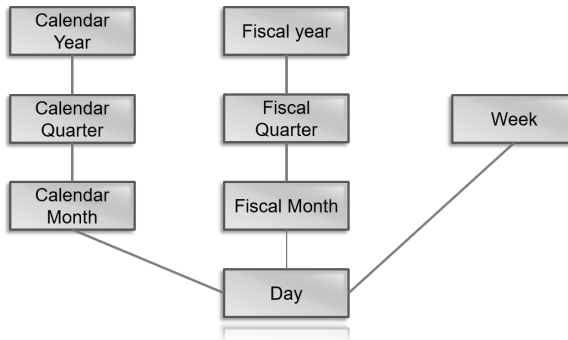 Calendar
Year
Fiscal year
Calendar
Quarter
Fiscal
Quarter
Week
Calendar
Month
Fiscal Month
Day